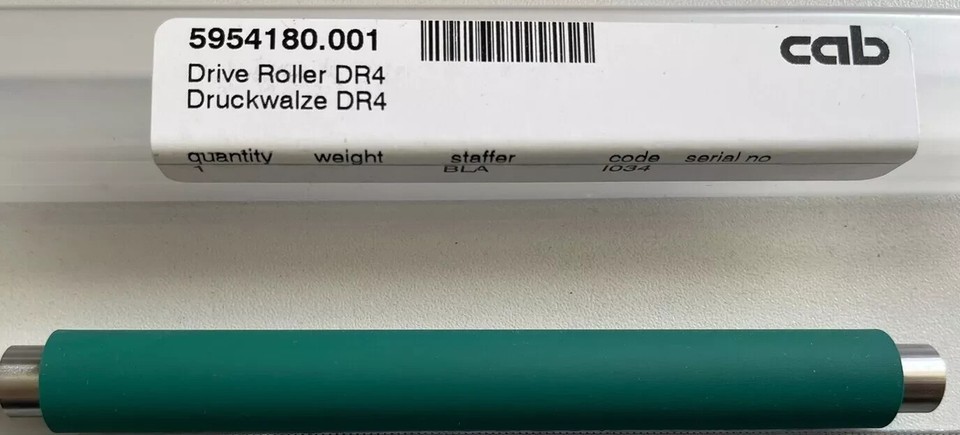 5954180.001
cab
Drive Roller DR4
Druckwalze DR4
quantity weight staffer code serial no
1 BLA 1034